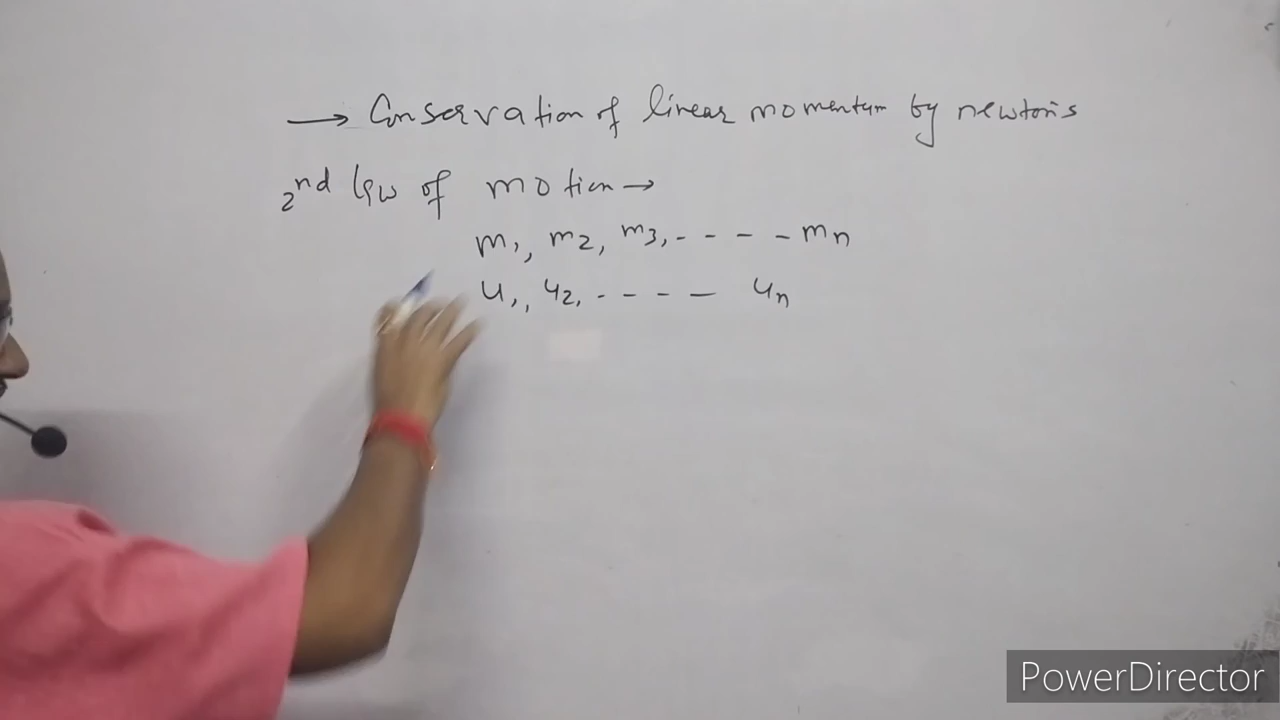 → Conservation of linear momentum by newton's
2nd law of motion →
m1, m2, m3, - - - - mn
u1, u2, - - - - un
PowerDirector